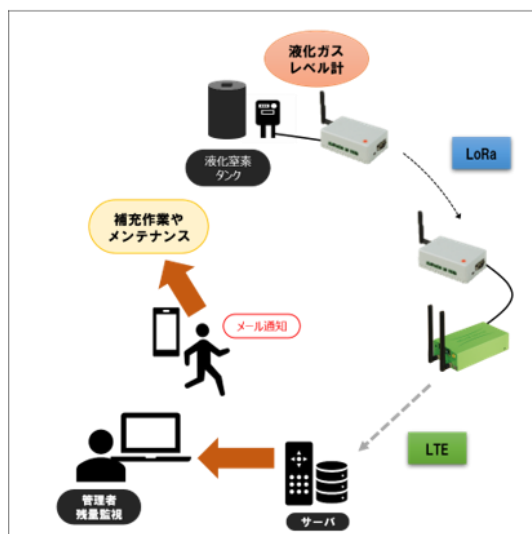 液化ガス
レベル計
液化窒素
タンク
LoRa
補充作業や
メンテナンス
メール通知
LTE
管理者
残量監視
サーバ